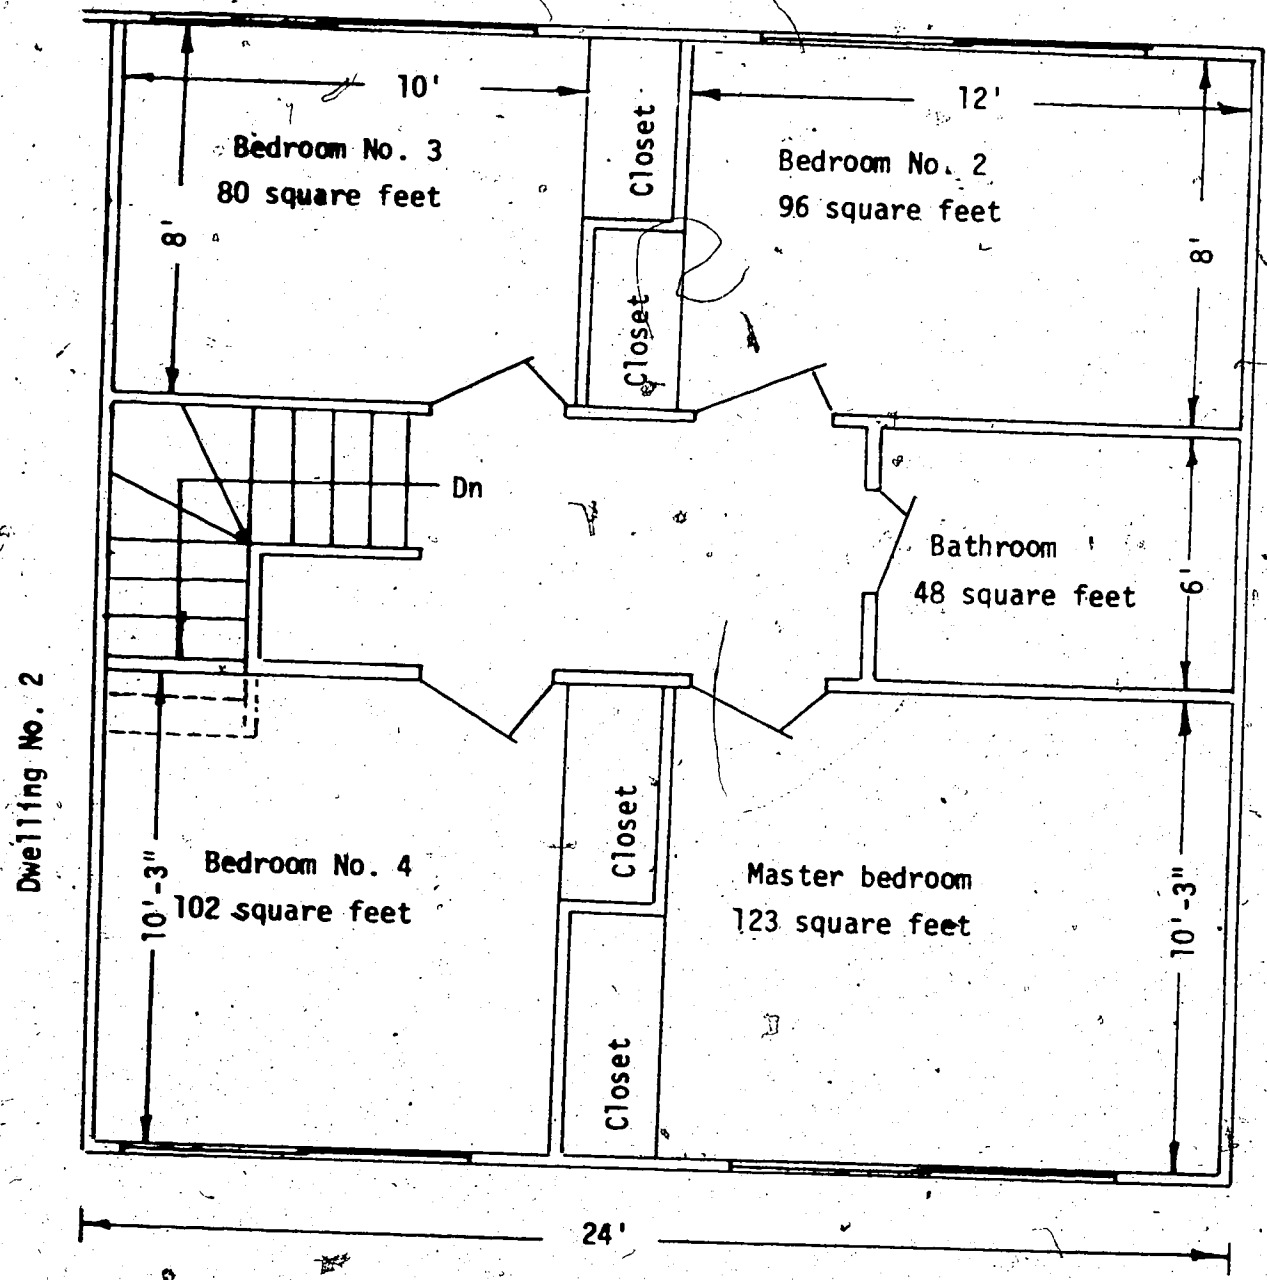 10'
12'
Closet
Bedroom No. 3
80 square feet
Bedroom No. 2
96 square feet
8'
8'
Closet
Dn
Bathroom
48 square feet
6'
Dwelling No. 2
Closet
10'-3"
Bedroom No. 4
102 square feet
Master bedroom
123 square feet
10'-3"
Closet
24'